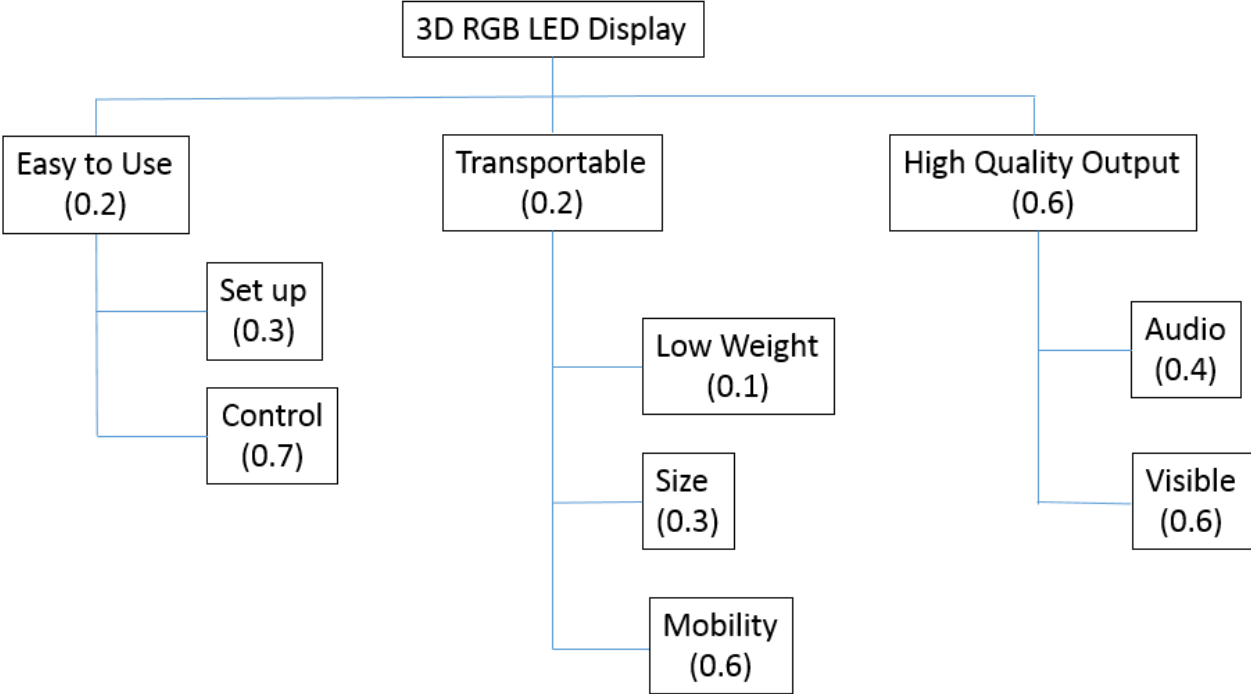 3D RGB LED Display
Easy to Use
(0.2)
Set up
(0.3)
Control
(0.7)
Transportable
(0.2)
Low Weight
(0.1)
Size
(0.3)
Mobility
(0.6)
High Quality Output
(0.6)
Audio
(0.4)
Visible
(0.6)